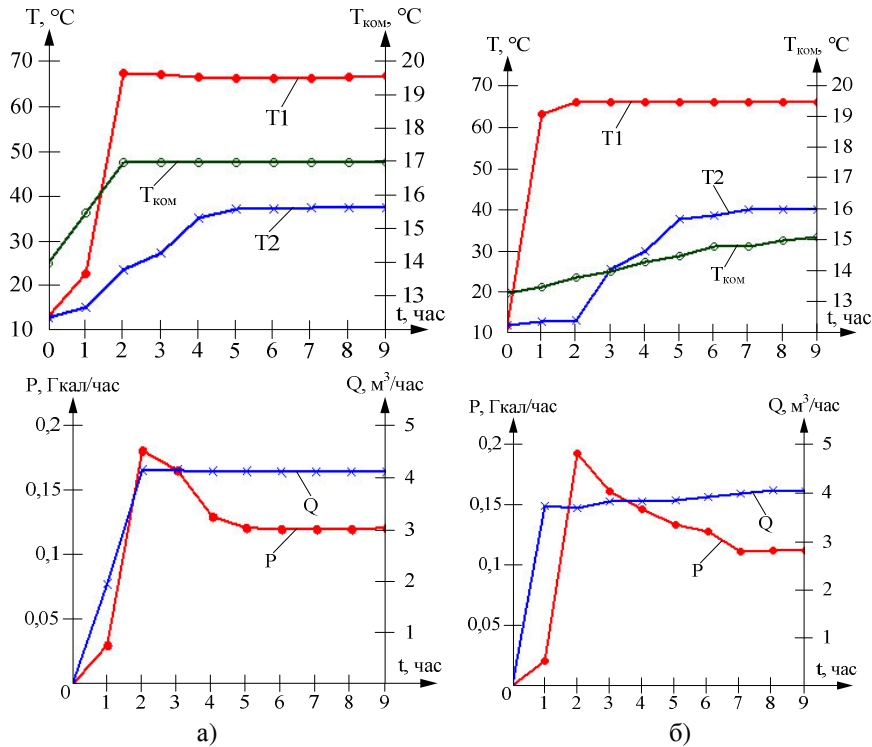 T, °C
Tком, °C
70
60
50
40
30
20
10
20
19
18
17
16
15
14
13
T1
Tком
T2
t, час
0 1 2 3 4 5 6 7 8 9
T, °C
Tком, °C
70
60
50
40
30
20
10
20
19
18
17
16
15
14
13
T1
T2
Tком
t, час
0 1 2 3 4 5 6 7 8 9
P, Гкал/час
Q, м³/час
0,2
0,15
0,1
0,05
0
5
4
3
2
1
Q
P
t, час
1 2 3 4 5 6 7 8 9
а)
P, Гкал/час
Q, м³/час
0,2
0,15
0,1
0,05
0
5
4
3
2
1
Q
P
t, час
1 2 3 4 5 6 7 8 9
б)